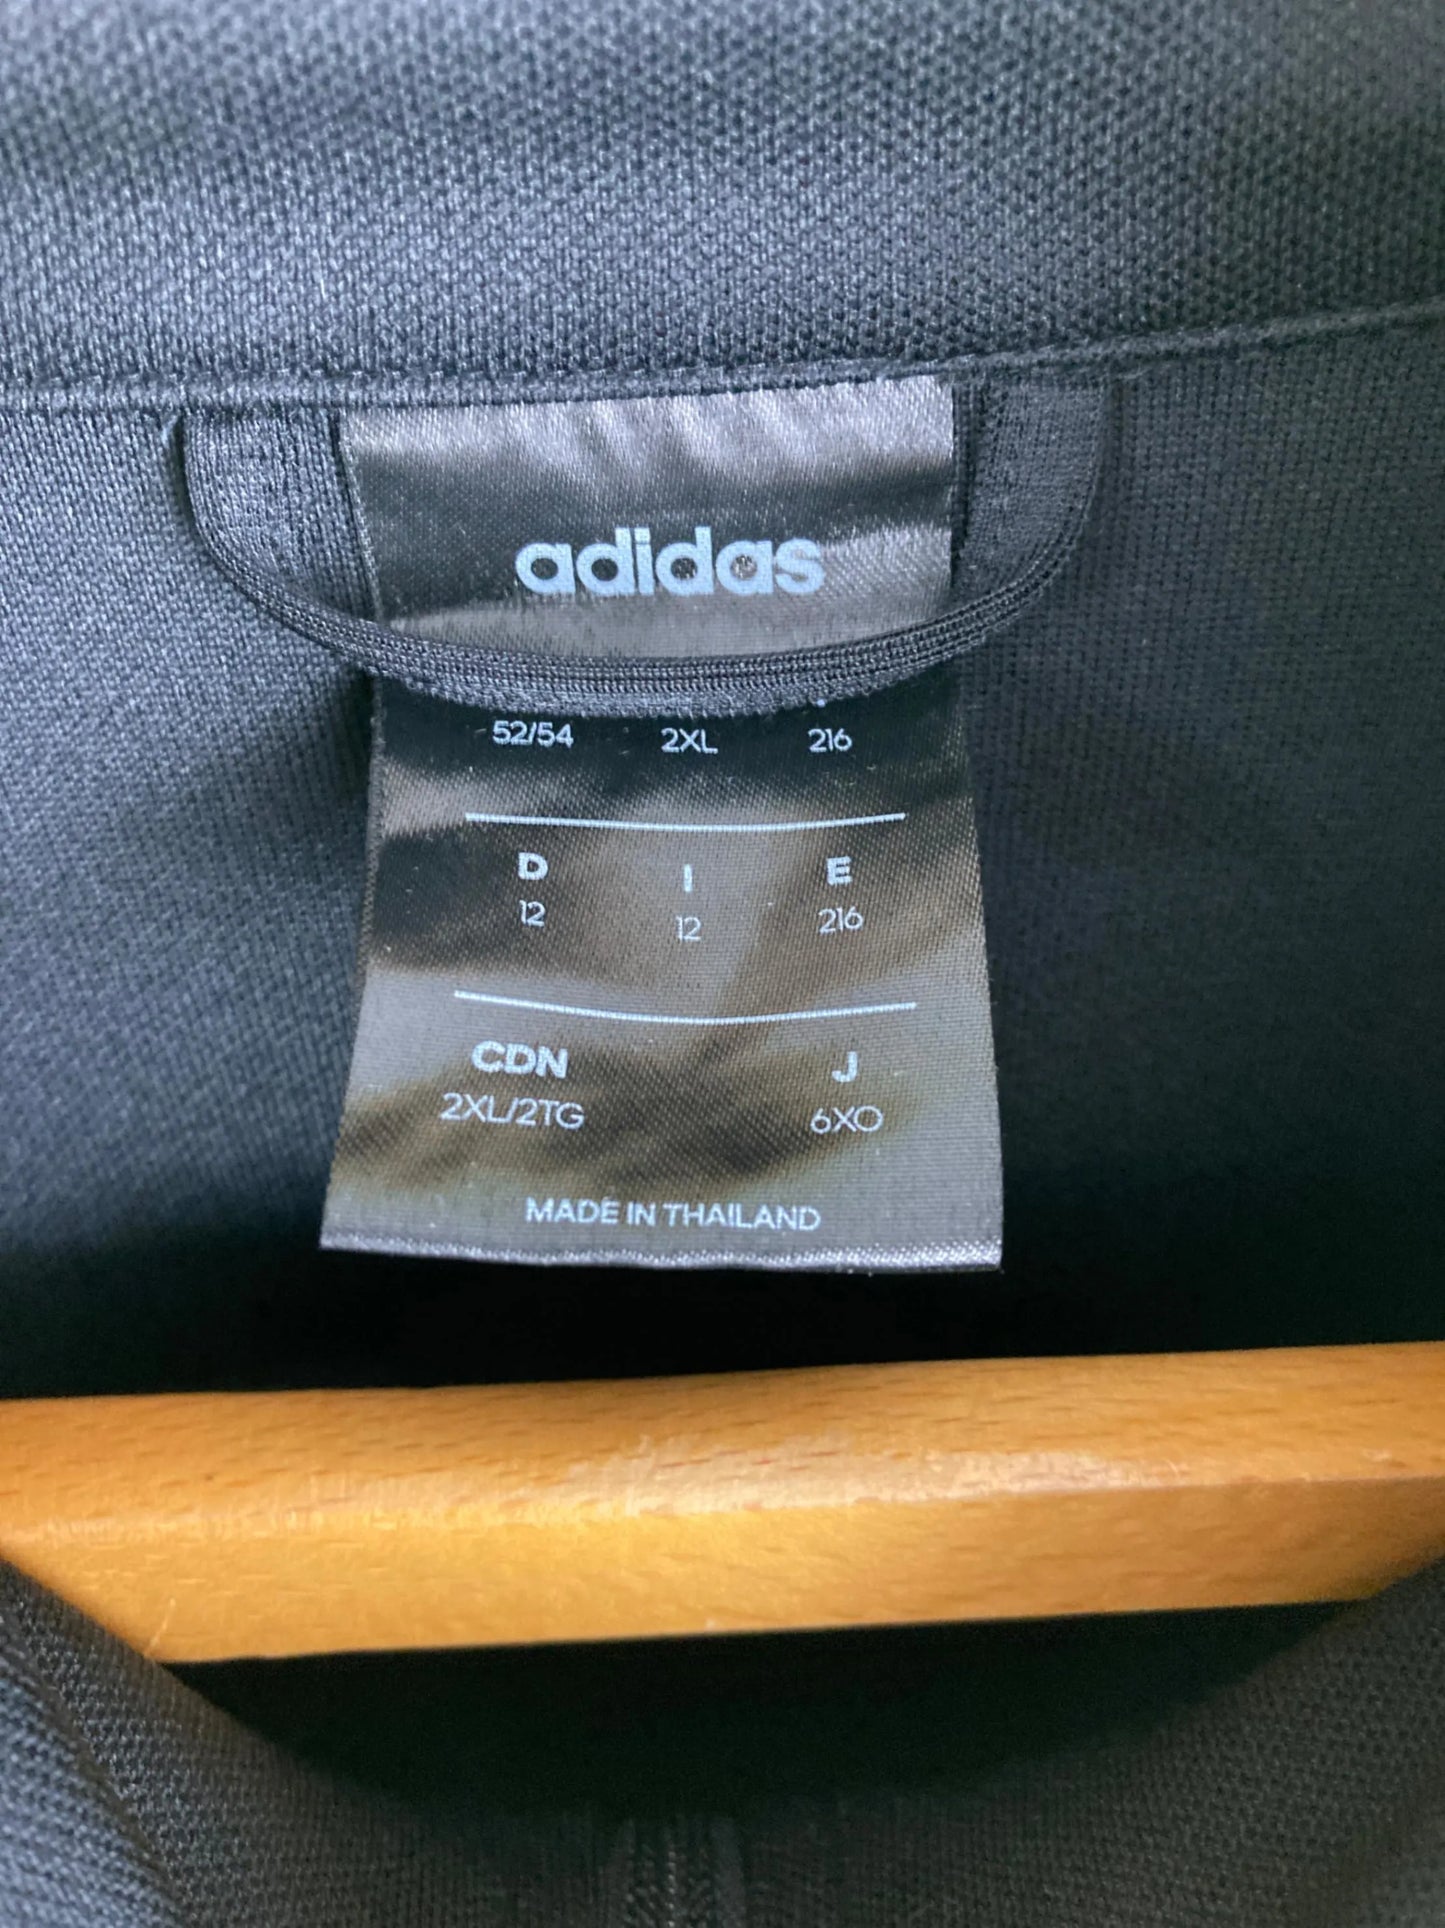 adidas
52/54 2XL 216
D I E
12 12 216
CDN J
2XL/2TG 6XO
MADE IN THAILAND